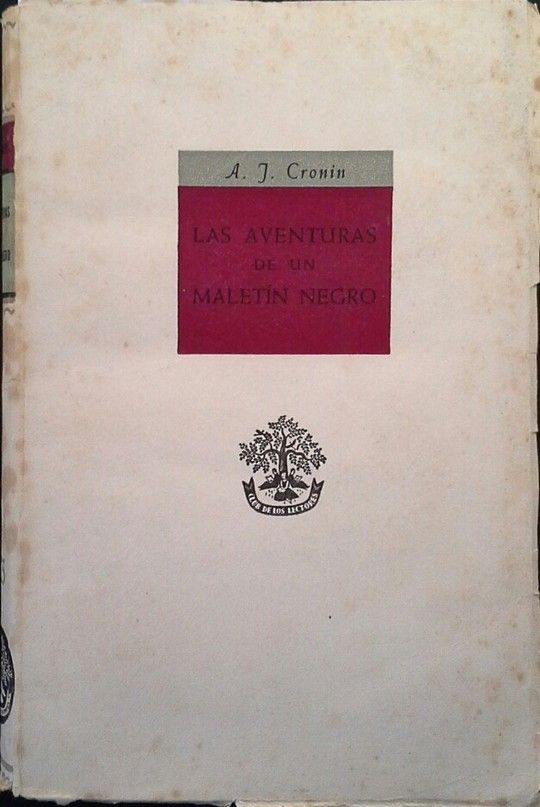 A. J. Cronin
LAS AVENTURAS
DE UN
MALETÍN NEGRO
CLUB DE LOS LECTORES